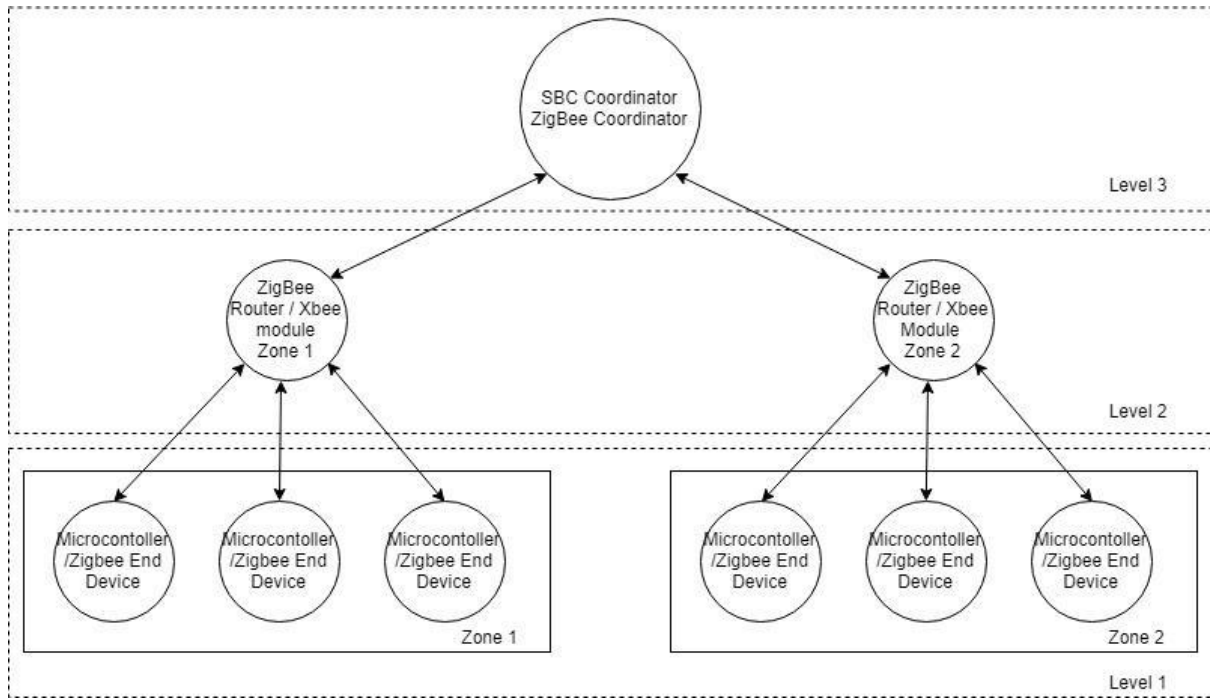 SBC Coordinator
ZigBee Coordinator
Level 3
ZigBee
Router / Xbee
module
Zone 1
ZigBee
Router / Xbee
Module
Zone 2
Level 2
Microcontoller
/Zigbee End
Device
Microcontoller
/Zigbee End
Device
Microcontoller
/Zigbee End
Device
Zone 1
Microcontoller
/Zigbee End
Device
Microcontoller
/Zigbee End
Device
Microcontoller
/Zigbee End
Device
Zone 2
Level 1